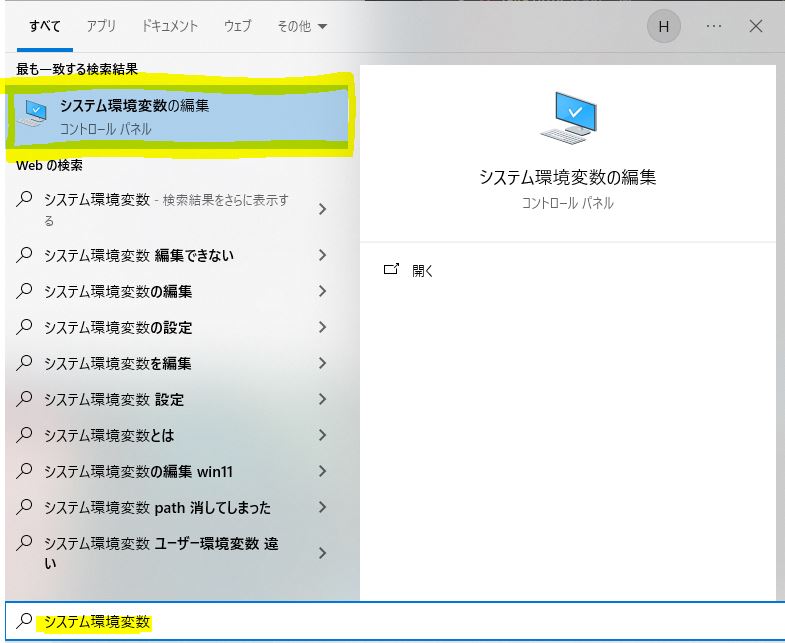 すべて アプリ ドキュメント ウェブ その他 H ···
最も一致する検索結果
システム環境変数の編集
コントロール パネル
Web の検索
システム環境変数 - 検索結果をさらに表示す
る
システム環境変数 編集できない
システム環境変数の編集
システム環境変数の設定
システム環境変数を編集
システム環境変数 設定
システム環境変数とは
システム環境変数の編集 win11
システム環境変数 path 消してしまった
システム環境変数 ユーザー環境変数 違
い
システム環境変数の編集
コントロール パネル
開く
システム環境変数